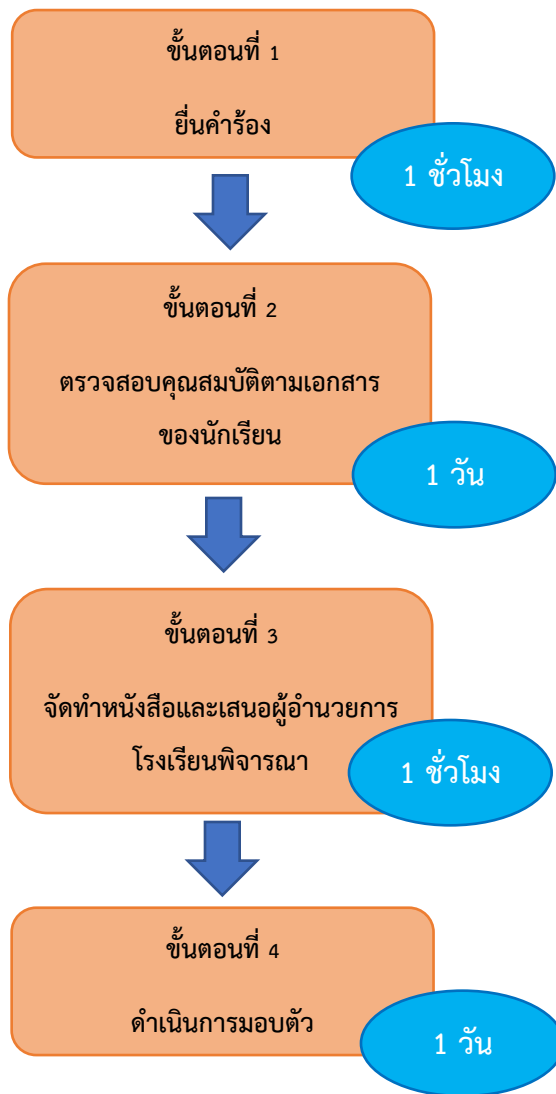 ขั้นตอนที่ 1
ยื่นคำร้อง
1 ชั่วโมง
ขั้นตอนที่ 2
ตรวจสอบคุณสมบัติตามเอกสาร
ของนักเรียน
1 วัน
ขั้นตอนที่ 3
จัดทำหนังสือและเสนอผู้อำนวยการ
โรงเรียนพิจารณา
1 ชั่วโมง
ขั้นตอนที่ 4
ดำเนินการมอบตัว
1 วัน